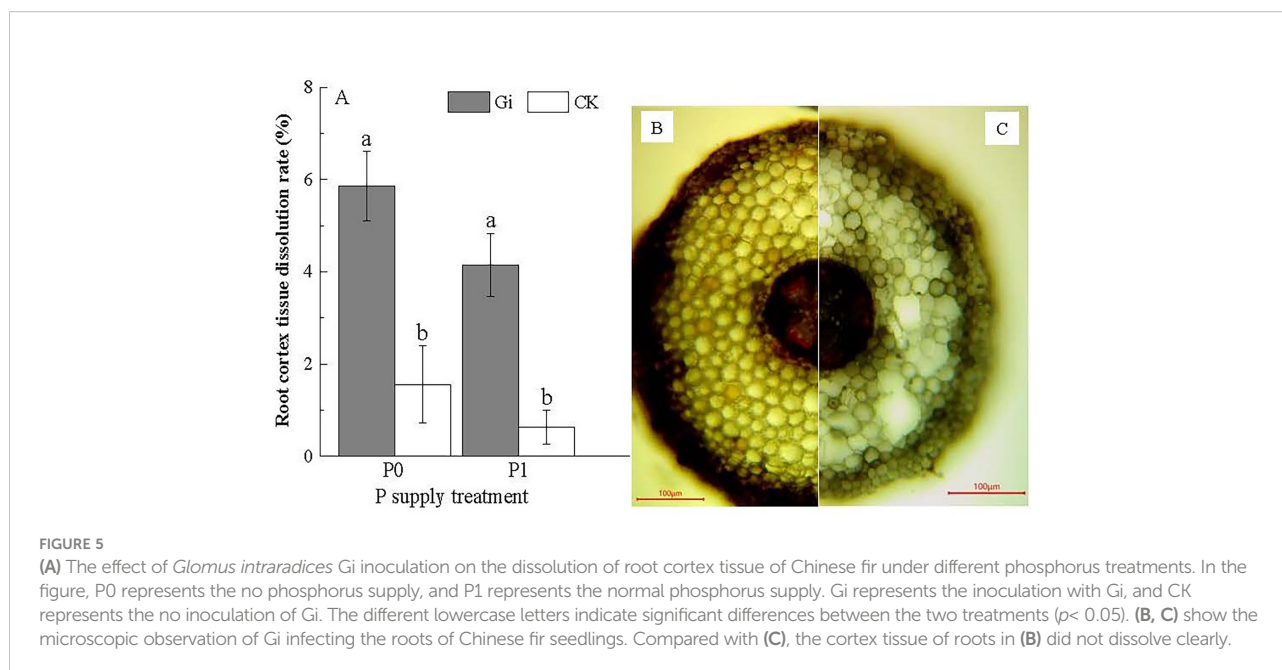 8
A
Gi
CK
Root cortex tissue dissolution rate (%)
a
6
a
4
b
2
b
0
P0
P1
P supply treatment
B
C
100μm
100μm
FIGURE 5
(A) The effect of Glomus intraradices Gi inoculation on the dissolution of root cortex tissue of Chinese fir under different phosphorus treatments. In the
figure, P0 represents the no phosphorus supply, and P1 represents the normal phosphorus supply. Gi represents the inoculation with Gi, and CK
represents the no inoculation of Gi. The different lowercase letters indicate significant differences between the two treatments (p< 0.05). (B, C) show the
microscopic observation of Gi infecting the roots of Chinese fir seedlings. Compared with (C), the cortex tissue of roots in (B) did not dissolve clearly.